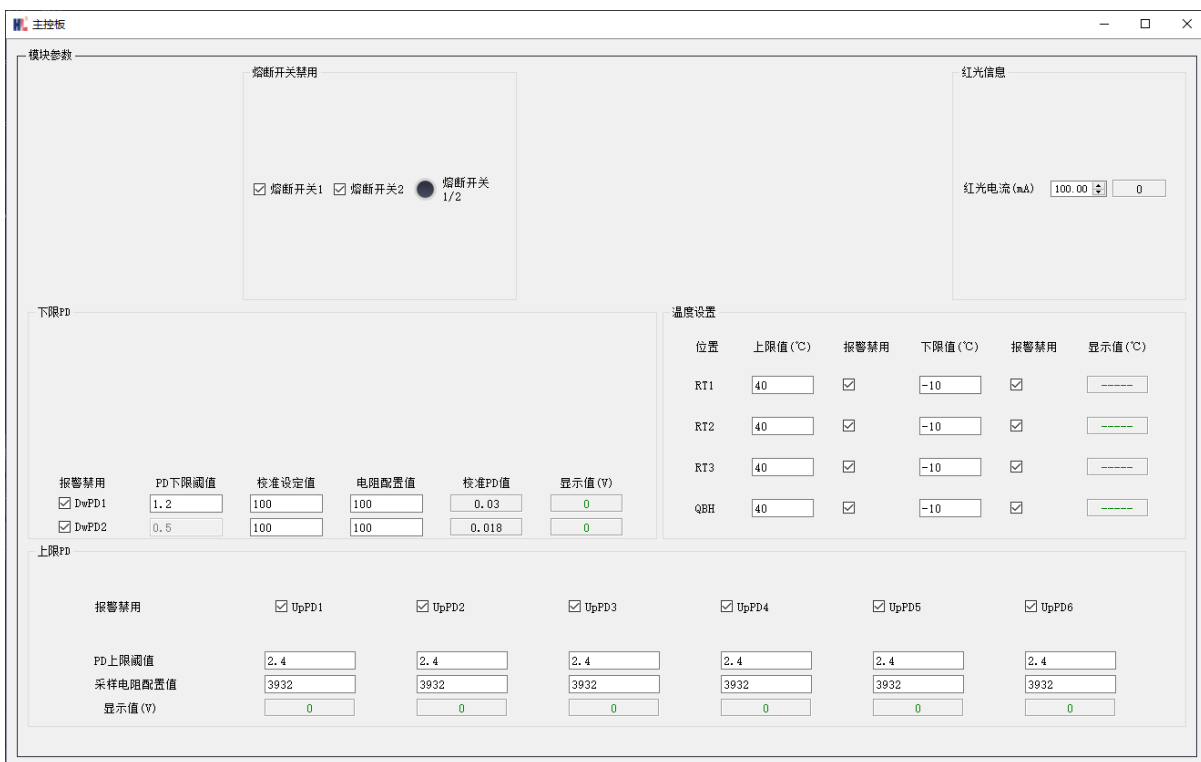 主控板
模块参数
熔断开关禁用
熔断开关1 熔断开关2 熔断开关
1/2
红光信息
红光电流(mA) 100.00 0
下限PD
报警禁用 PD下限阈值 校准设定值 电阻配置值 校准PD值 显示值(V)
DwPD1 1.2 100 100 0.03 0
DwPD2 0.5 100 100 0.018 0
温度设置
位置 上限值(℃) 报警禁用 下限值(℃) 报警禁用 显示值(℃)
RT1 40 -10 -----
RT2 40 -10 -----
RT3 40 -10 -----
QBH 40 -10 -----
上限PD
报警禁用 UpPD1 UpPD2 UpPD3 UpPD4 UpPD5 UpPD6
PD上限阈值 2.4 2.4 2.4 2.4 2.4 2.4
采样电阻配置值 3932 3932 3932 3932 3932 3932
显示值(V) 0 0 0 0 0 0